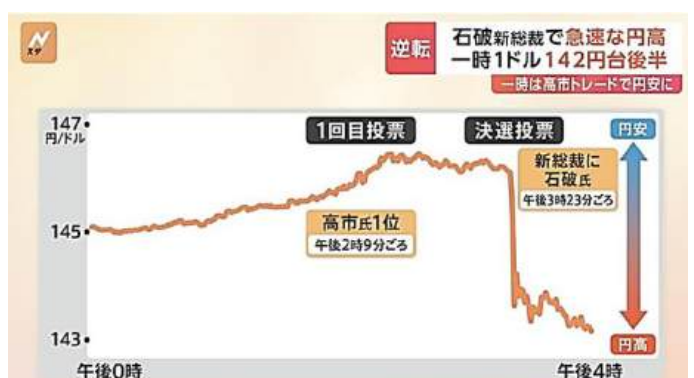 N
スタ
逆転
石破新総裁で急速な円高
一時1ドル142円台後半
一時は高市トレードで円安に
147
円/ドル
1回目投票
決選投票
円安
新総裁に
石破氏
午後3時23分ごろ
高市氏1位
午後2時9分ごろ
145
143
円高
午後0時
午後4時